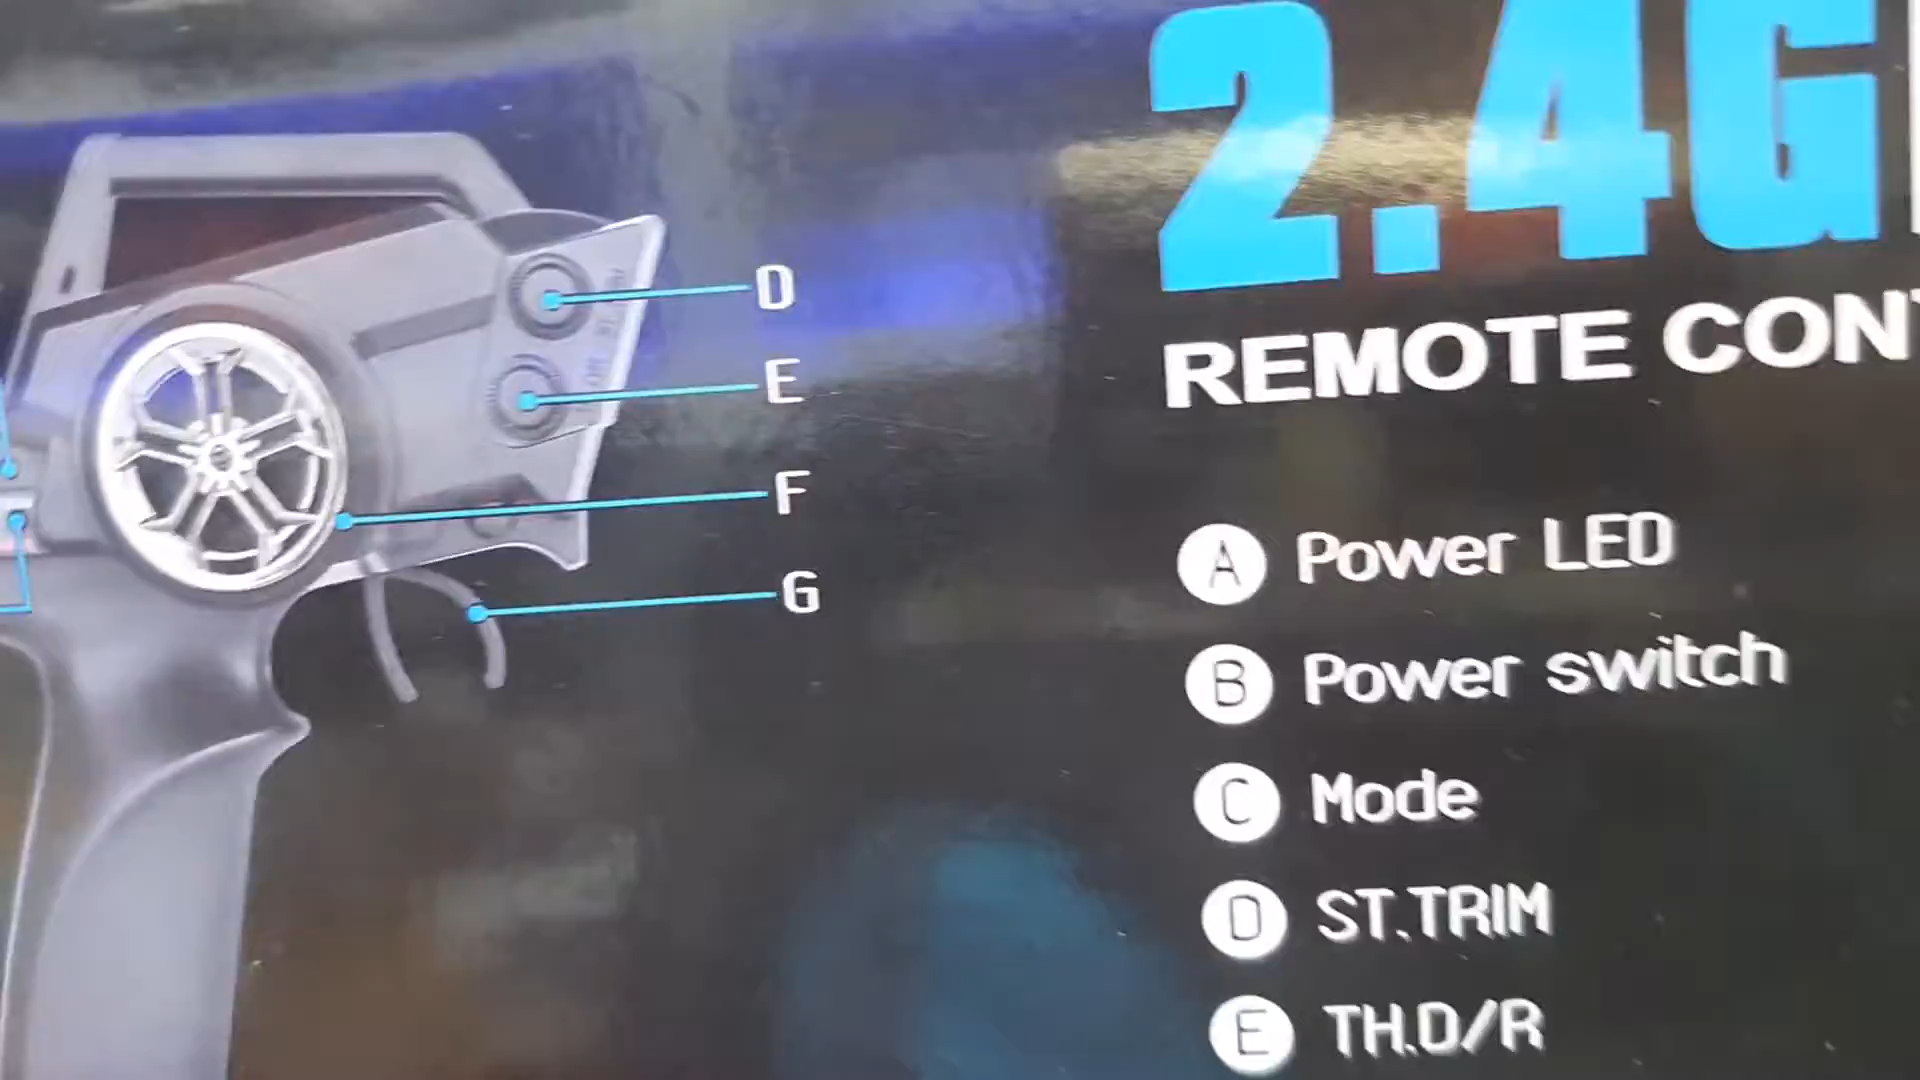 2.4G
REMOTE CON
D
E
F
G
A Power LED
B Power switch
C Mode
D ST.TRIM
E TH.D/R